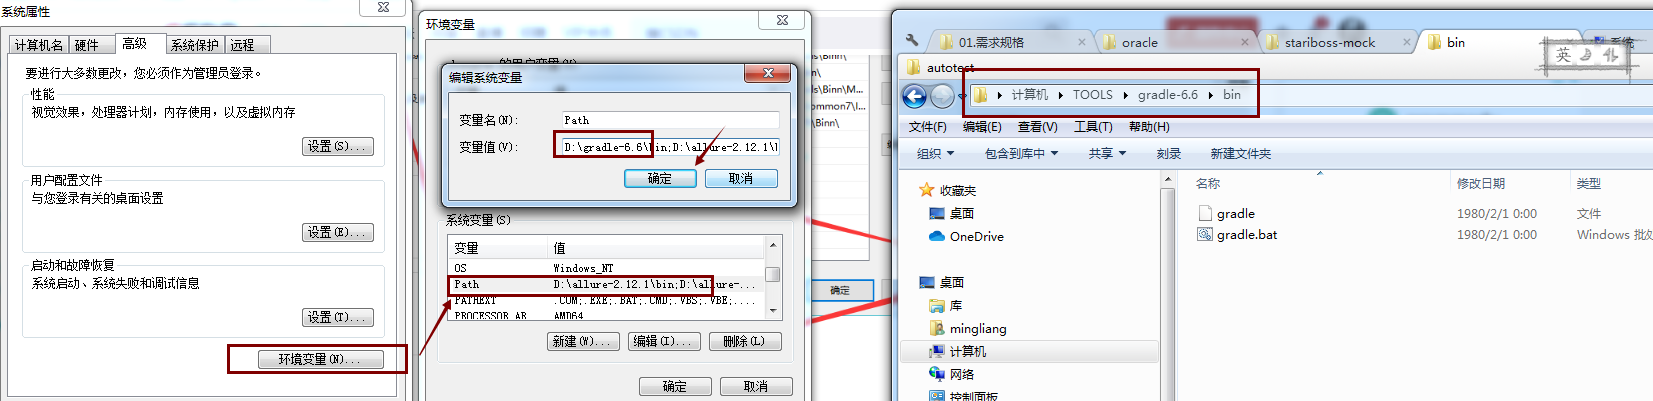 系统属性
计算机名
硬件
高级
系统保护
远程
要进行大多数更改，您必须作为管理员登录。
性能
视觉效果，处理器计划，内存使用，以及虚拟内存
设置(S)...
用户配置文件
与您登录有关的桌面设置
设置(E)...
启动和故障恢复
系统启动、系统失败和调试信息
设置(T)...
环境变量(N)...
环境变量
编辑系统变量
变量名(N):
Path
变量值(V):
D:\gradle-6.6\bin;D:\allure-2.12.1\
确定
取消
系统变量(S)
变量
值
OS
Windows_NT
Path
D:\allure-2.12.1\bin;D:\allure-...
PATHEXT
.COM;.EXE;.BAT;.CMD;.VBS;.VBE;....
PROCESSOR_AR
AMD64
新建(W)...
编辑(I)...
删除(L)
确定
取消
\Binn\
确定
01.需求规格
oracle
stariboss-mock
bin
系统
英
autotest
计算机
TOOLS
gradle-6.6
bin
文件(F)
编辑(E)
查看(V)
工具(T)
帮助(H)
组织
包含到库中
共享
刻录
新建文件夹
收藏夹
桌面
OneDrive
桌面
库
mingliang
计算机
网络
控制面板
名称
修改日期
类型
gradle
1980/2/1 0:00
文件
gradle.bat
1980/2/1 0:00
Windows 批